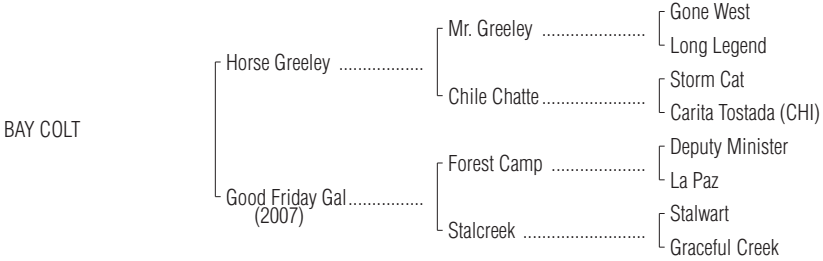 Gone West
Mr. Greeley ......................
Long Legend
Horse Greeley ..................
Storm Cat
Chile Chatte ......................
Carita Tostada (CHI)
BAY COLT
Deputy Minister
Forest Camp ....................
La Paz
Good Friday Gal ................
(2007)
Stalwart
Stalcreek ..........................
Graceful Creek